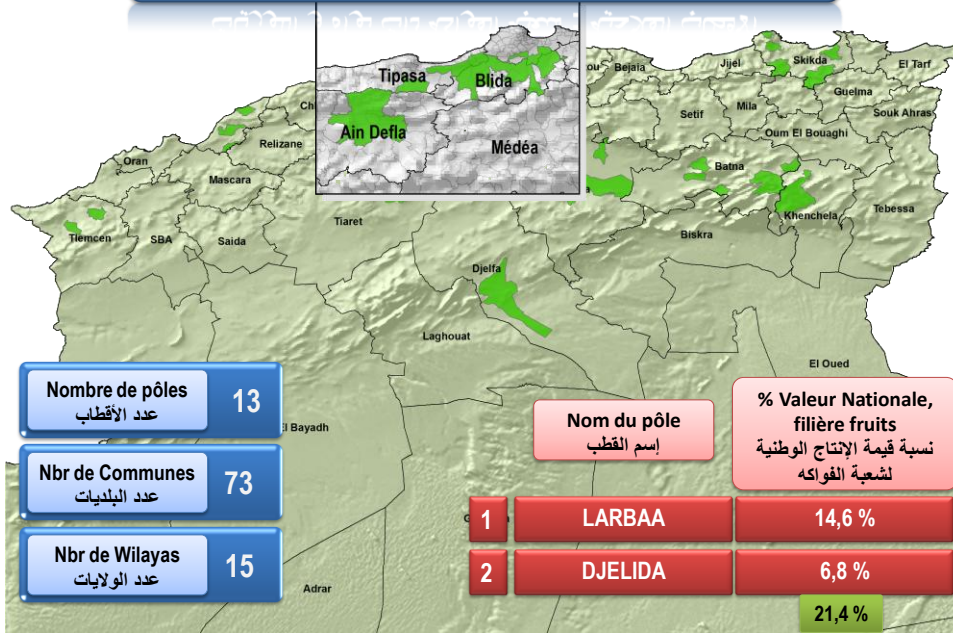 Tipasa
Blida
Ain Defla
Médéa
Bejaia
Jijel
Skikda
El Tarf
Guelma
Mila
Setif
Souk Ahras
Oum El Bouaghi
Relizane
Oran
Mascara
Batna
Tlemcen
SBA
Saida
Tiaret
Khenchela
Tebessa
Biskra
Djelfa
Laghouat
El Oued
El Bayadh
Adrar
Nombre de pôles
عدد الأقطاب
13
Nbr de Communes
عدد البلديات
73
Nbr de Wilayas
عدد الولايات
15
Nom du pôle
إسم القطب
% Valeur Nationale,
filière fruits
نسبة قيمة الإنتاج الوطنية
لشعبة الفواكه
1 LARBAA 14,6 %
2 DJELIDA 6,8 %
21,4 %